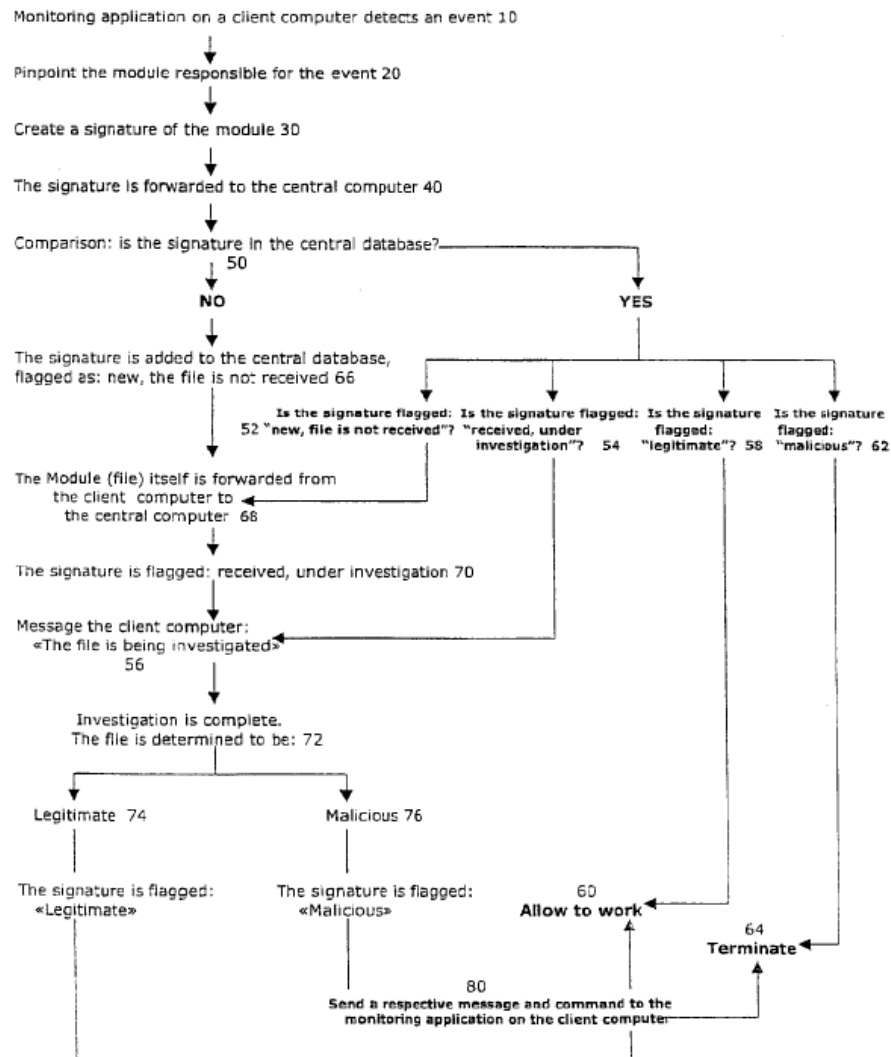 Monitoring application on a client computer detects an event 10
Pinpoint the module responsible for the event 20
Create a signature of the module 30
The signature is forwarded to the central computer 40
Comparison: is the signature in the central database?
50
NO
YES
The signature is added to the central database,
flagged as: new, the file is not received 66
Is the signature flagged:
52 "new, file is not received"?
Is the signature flagged:
"received, under
investigation"? 54
Is the signature
flagged:
"legitimate"? 58
Is the signature
flagged:
"malicious"? 62
The Module (file) itself is forwarded from
the client computer to
the central computer 68
The signature is flagged: received, under investigation 70
Message the client computer:
«The file is being investigated»
56
Investigation is complete.
The file is determined to be: 72
Legitimate 74
Malicious 76
The signature is flagged:
«Legitimate»
The signature is flagged:
«Malicious»
60
Allow to work
64
Terminate
80
Send a respective message and command to the
monitoring application on the client computer